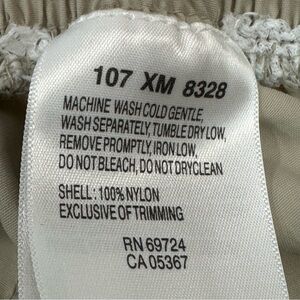 107 XM 8328
MACHINE WASH COLD GENTLE,
WASH SEPARATELY, TUMBLE DRY LOW,
REMOVE PROMPTLY, IRON LOW,
DO NOT BLEACH, DO NOT DRYCLEAN
SHELL: 100% NYLON
EXCLUSIVE OF TRIMMING
RN 69724
CA 05367